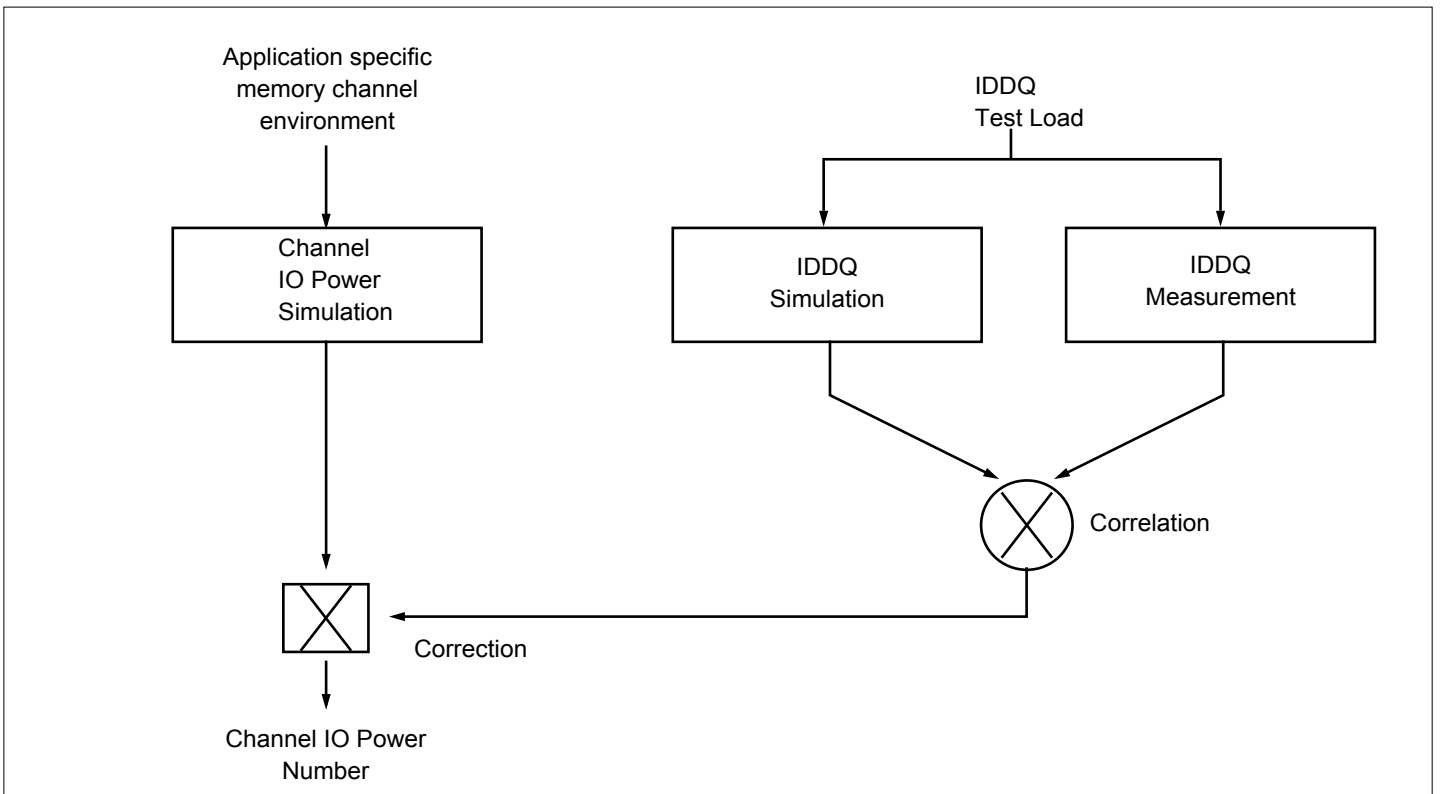 Application specific
memory channel
environment
IDDQ
Test Load
Channel
IO Power
Simulation
IDDQ
Simulation
IDDQ
Measurement
Correlation
Correction
Channel IO Power
Number